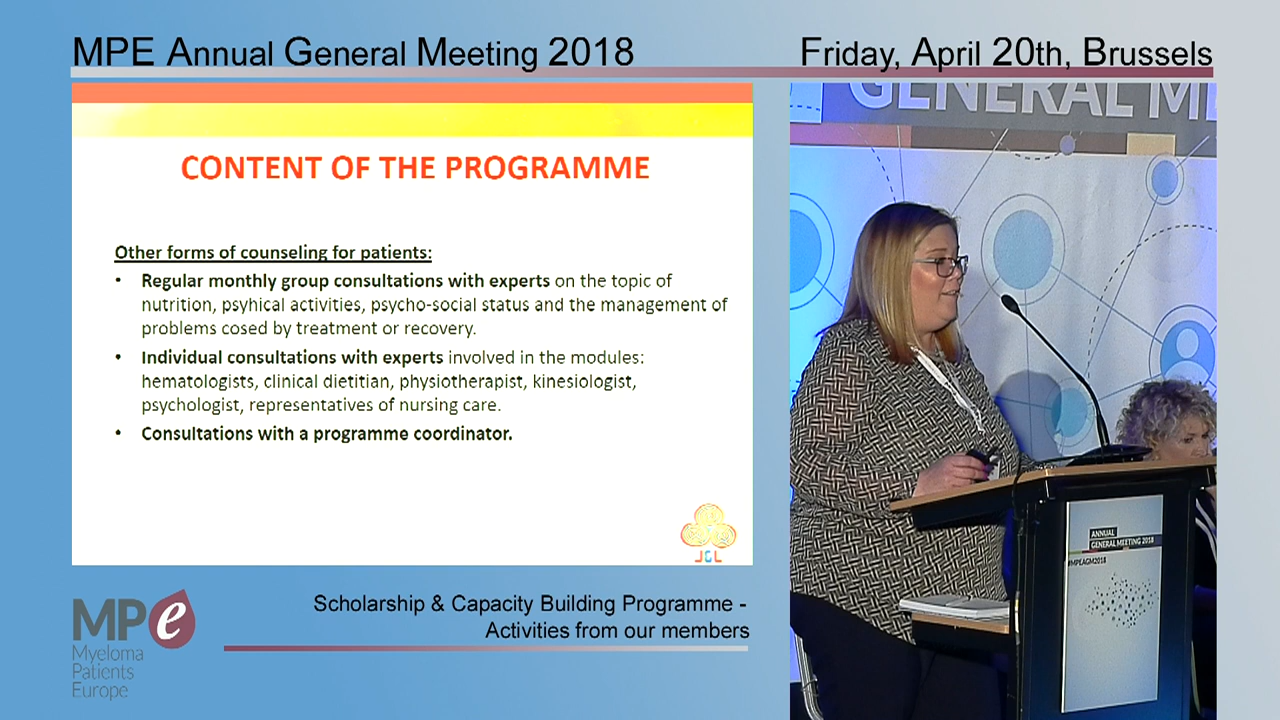 MPE Annual General Meeting 2018
Friday, April 20th, Brussels
CONTENT OF THE PROGRAMME
Other forms of counseling for patients:
• Regular monthly group consultations with experts on the topic of
nutrition, psyhical activities, psycho-social status and the management of
problems cosed by treatment or recovery.
• Individual consultations with experts involved in the modules:
hematologists, clinical dietitian, physiotherapist, kinesiologist,
psychologist, representatives of nursing care.
• Consultations with a programme coordinator.
JGL
Scholarship & Capacity Building Programme -
Activities from our members
MPe
Myeloma
Patients
Europe
GENERAL M
ANNUAL
GENERAL MEETING 2018
#MPEAGM2018